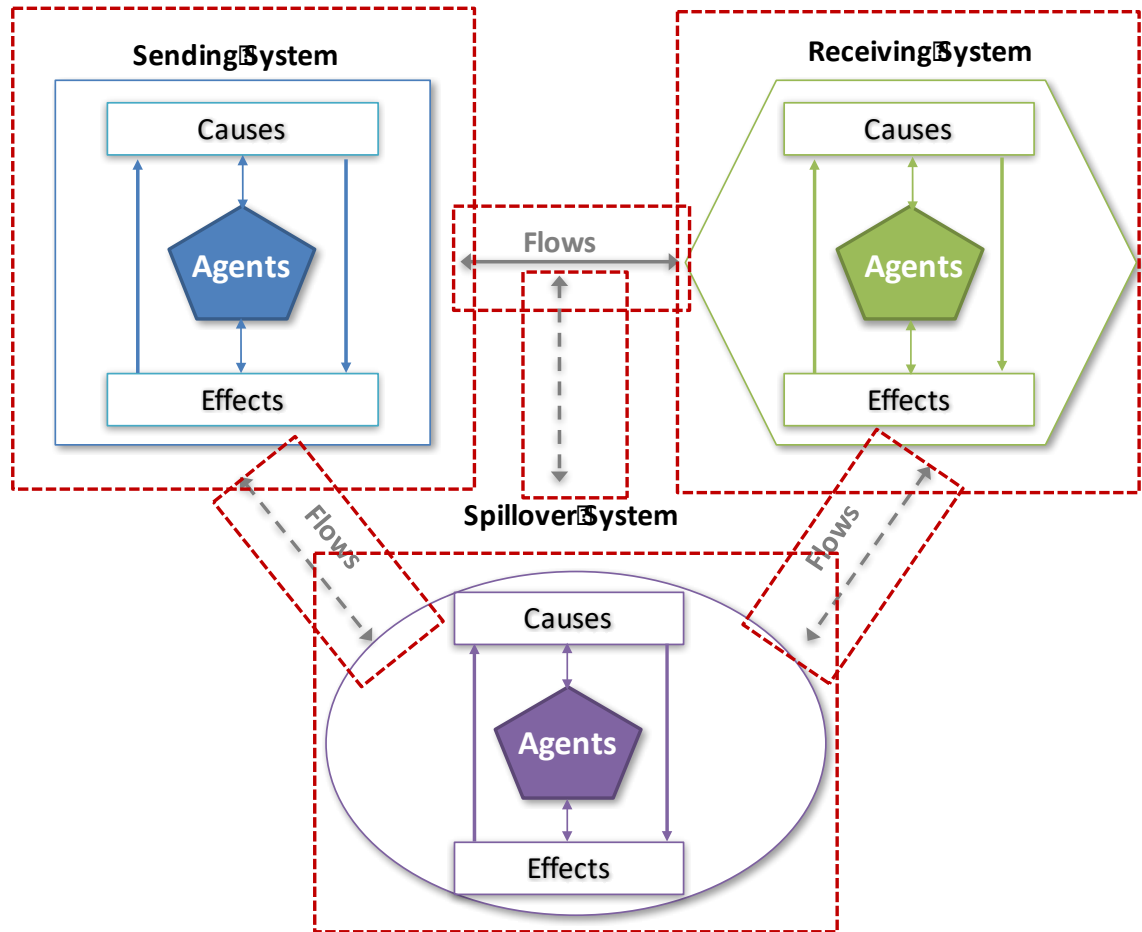 Sending System
Receiving System
Causes
Causes
Flows
Agents
Agents
Effects
Effects
Flows
Flows
Spillover System
Causes
Agents
Effects